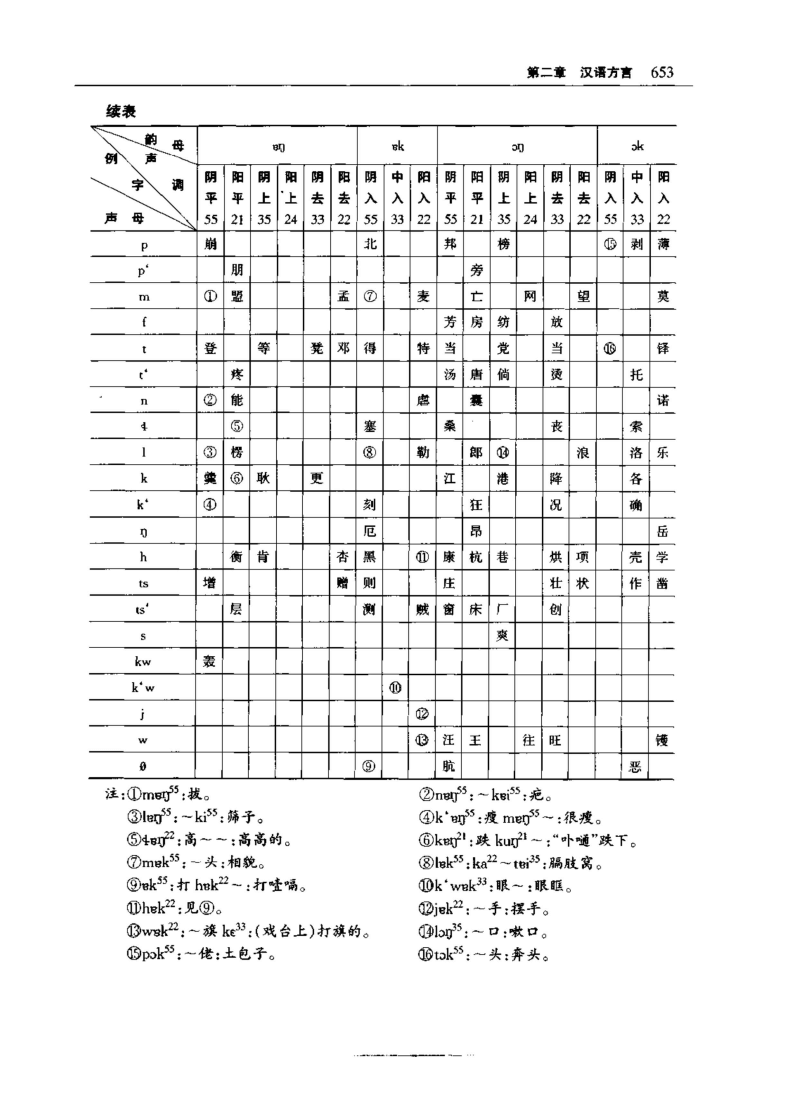 第二章 汉语方言 653
续表
例 韵 母
字 声 调
声 母
ɐŋ ɐk ɔŋ ɔk
阴 阳 阴 阳 阴 阳 阴 中 阳 阴 阳 阴 阳 阴 阳 阴 中 阳
平 平 上 上 去 去 入 入 入 平 平 上 上 去 去 入 入 入
55 21 35 24 33 22 55 33 22 55 21 35 24 33 22 55 33 22
p 崩 北 邦 榜 ⑮ 剥 薄
p‘ 朋 旁
m ① 盟 孟 ⑦ 麦 亡 网 望 莫
f 芳 房 纺 放
t 登 等 凳 邓 得 特 当 党 当 ⑯ 铎
t‘ 疼 汤 唐 倘 烫 托
n ② 能 虐 囊 诺
ɬ ⑤ 塞 桑 丧 索
l ③ 楞 ⑧ 勒 郎 ⑭ 浪 洛 乐
k 羹 ⑥ 耿 更 江 港 降 各
k‘ ④ 刻 狂 况 确
ŋ 厄 昂 岳
h 衡 肯 杏 黑 ⑪ 康 杭 巷 烘 项 壳 学
ts 增 赠 则 庄 壮 状 作 凿
ts‘ 层 测 贼 窗 床 厂 创
s 爽
kw 轰
k‘w ⑩
j ⑫
w ⑬ 汪 王 往 旺 镬
ø ⑨ 肮 恶
注:①mɐŋ⁵⁵:拔。 ②nɐŋ⁵⁵:～kɐi⁵⁵:疤。
③lɐŋ⁵⁵:～ki⁵⁵:筛子。 ④k‘ɐŋ⁵⁵:瘦 mɐŋ⁵⁵～:很瘦。
⑤ɬɐŋ²²:高～～:高高的。 ⑥kɐŋ²¹:跌 kuŋ²¹～:“卟嗵”跌下。
⑦mɐk⁵⁵:～头:相貌。 ⑧lɐk⁵⁵:ka²²～tɐi³⁵:胳肢窝。
⑨ɐk⁵⁵:打 hɐk²²～:打喳嗝。 ⑩k‘wɐk³³:眼～:眼眶。
⑪hɐk²²:见⑨。 ⑫jɐk²²:～手:摆手。
⑬wɐk²²:～旗 kɛ³³:(戏台上)打旗的。 ⑭lɔŋ³⁵:～口:嗽口。
⑮pɔk⁵⁵:～佬:土包子。 ⑯tɔk⁵⁵:～头:奔头。